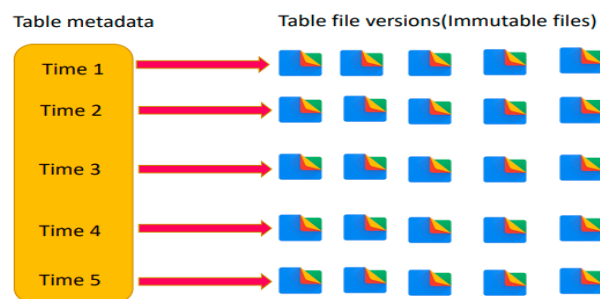 Table metadata
Table file versions(Immutable files)
Time 1
Time 2
Time 3
Time 4
Time 5